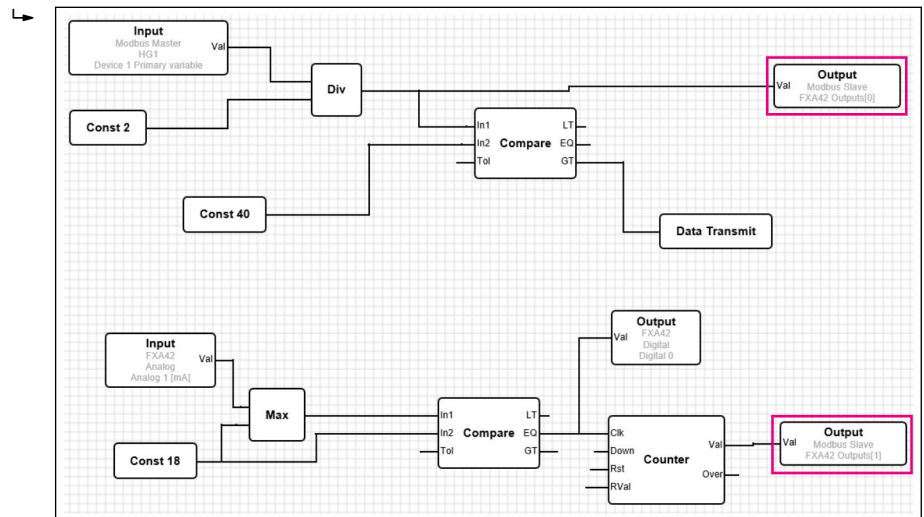 Input
Modbus Master
HG1
Device 1 Primary variable
Val
Div
Const 2
Output
Modbus Slave
FXA42 Outputs[0]
Val
In1
In2
Tol
Compare
LT
EQ
GT
Const 40
Data Transmit
Input
FXA42
Analog
Analog 1 [mA]
Val
Max
Const 18
In1
In2
Tol
Compare
LT
EQ
GT
Output
FXA42
Digital
Digital 0
Val
Clk
Down
Rst
RVal
Counter
Val
Over
Output
Modbus Slave
FXA42 Outputs[1]
Val